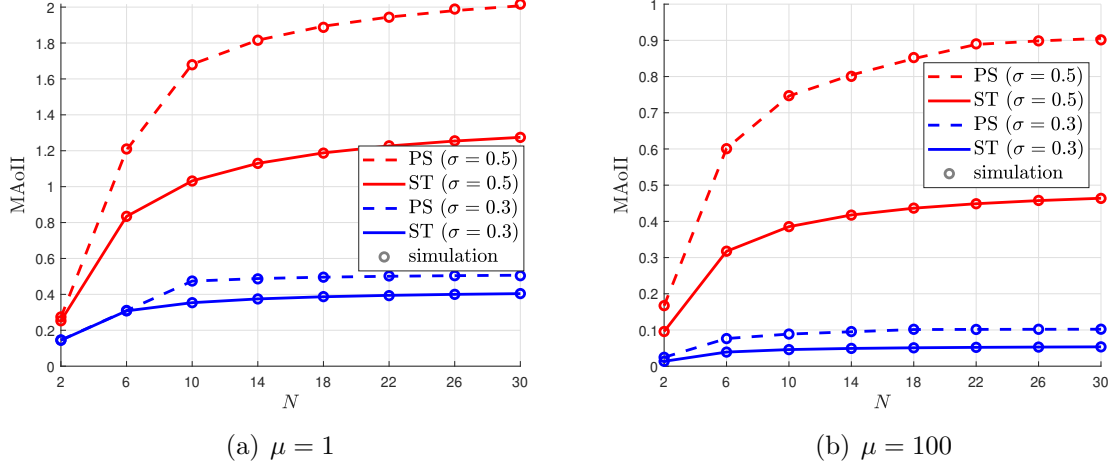 2
1.8
1.6
1.4
1.2
1
0.8
0.6
0.4
0.2
0
MAoII
2 6 10 14 18 22 26 30
N
PS (σ = 0.5)
ST (σ = 0.5)
PS (σ = 0.3)
ST (σ = 0.3)
simulation
(a) μ = 1
1
0.9
0.8
0.7
0.6
0.5
0.4
0.3
0.2
0.1
0
MAoII
2 6 10 14 18 22 26 30
N
PS (σ = 0.5)
ST (σ = 0.5)
PS (σ = 0.3)
ST (σ = 0.3)
simulation
(b) μ = 100